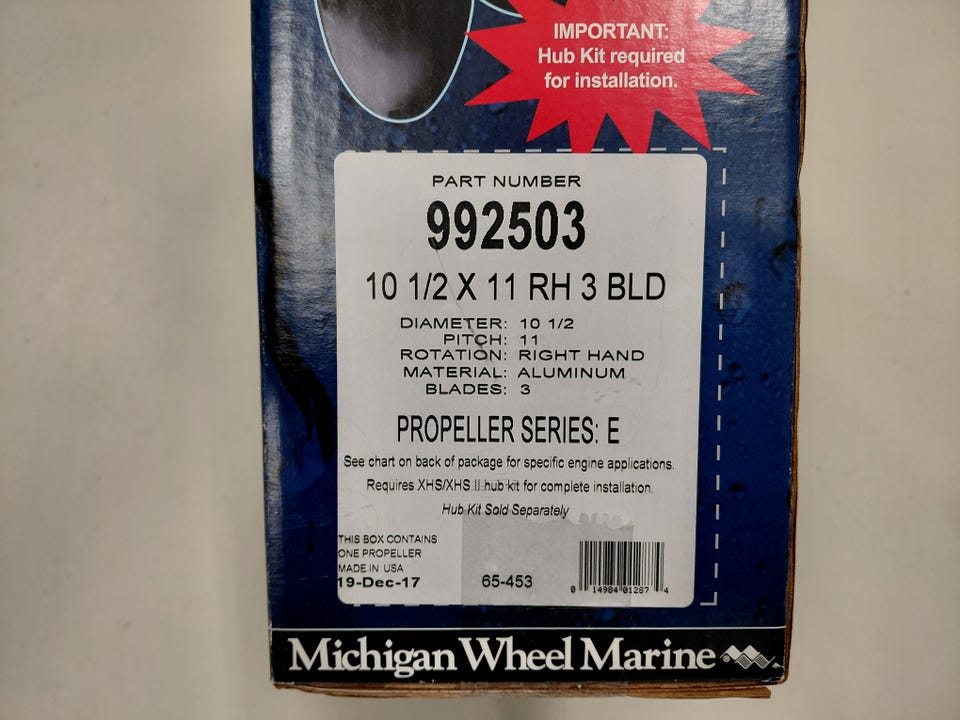 IMPORTANT:
Hub Kit required
for installation.
PART NUMBER
992503
10 1/2 X 11 RH 3 BLD
DIAMETER: 10 1/2
PITCH: 11
ROTATION: RIGHT HAND
MATERIAL: ALUMINUM
BLADES: 3
PROPELLER SERIES: E
See chart on back of package for specific engine applications.
Requires XHS/XHS II hub kit for complete installation.
Hub Kit Sold Separately
THIS BOX CONTAINS
ONE PROPELLER
MADE IN USA
19-Dec-17
65-453
0 14984 01287 4
Michigan Wheel Marine